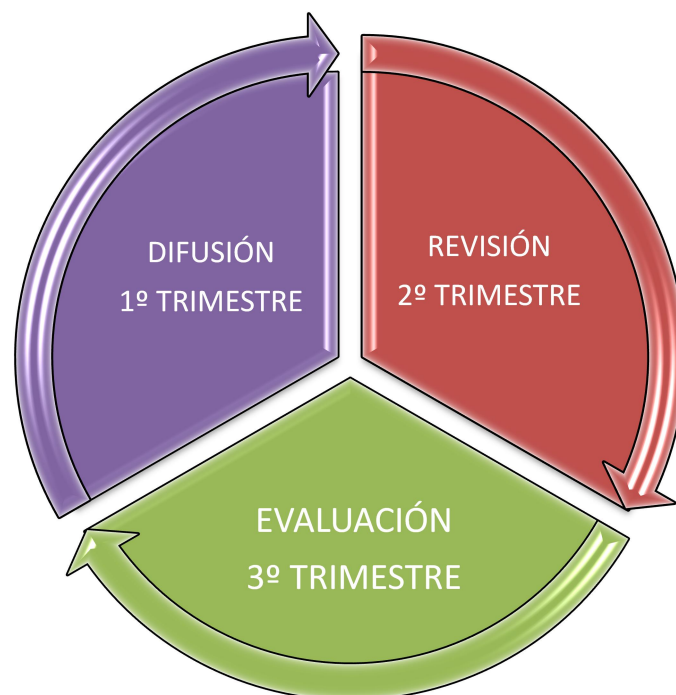 DIFUSIÓN
1º TRIMESTRE
REVISIÓN
2º TRIMESTRE
EVALUACIÓN
3º TRIMESTRE